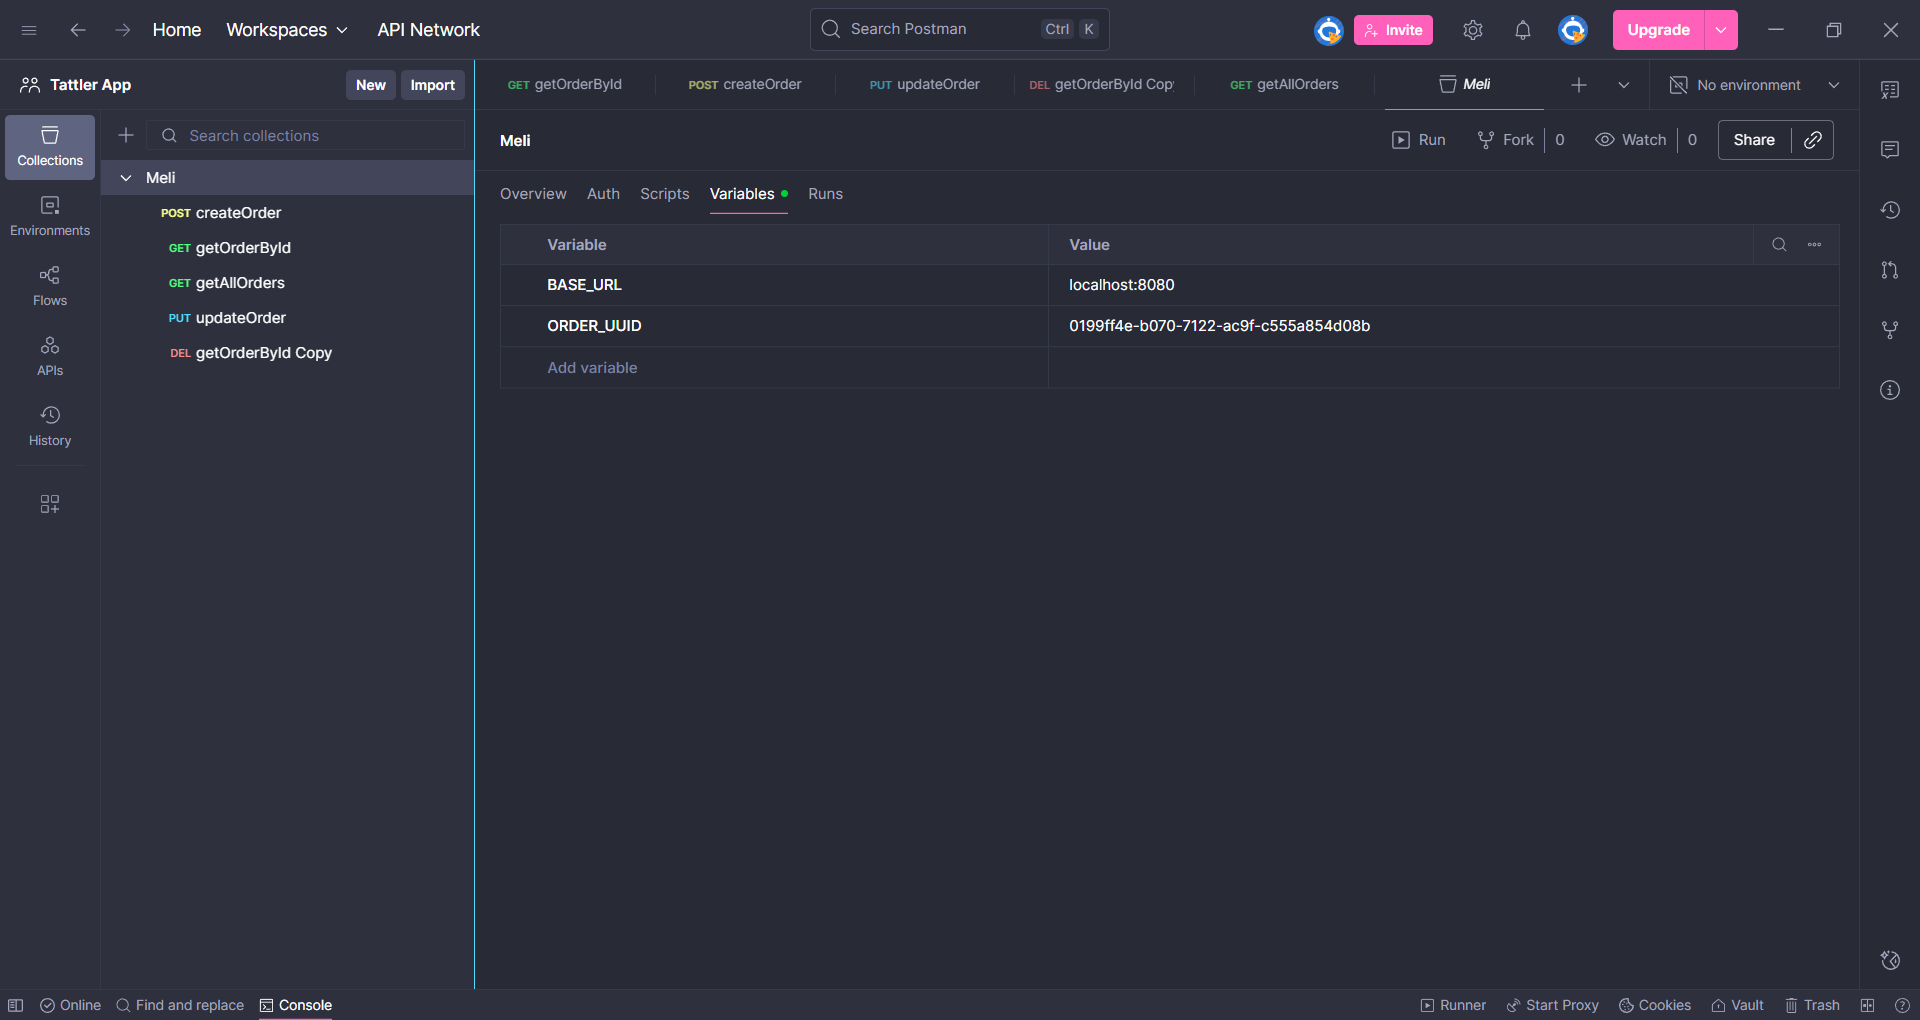 Home Workspaces API Network Search Postman Ctrl K Invite Upgrade
Tattler App New Import
GET getOrderById POST createOrder PUT updateOrder DEL getOrderById Cop GET getAllOrders Meli No environment
Collections
Environments
Flows
APIs
History
Search collections
Meli
POST createOrder
GET getOrderById
GET getAllOrders
PUT updateOrder
DEL getOrderById Copy
Meli Run Fork 0 Watch 0 Share
Overview Auth Scripts Variables Runs
Variable Value
BASE_URL localhost:8080
ORDER_UUID 0199ff4e-b070-7122-ac9f-c555a854d08b
Add variable
Online Find and replace Console Runner Start Proxy Cookies Vault Trash